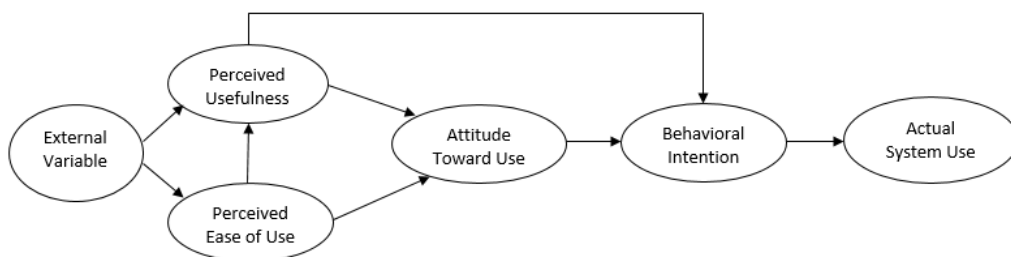 External
Variable
Perceived
Usefulness
Perceived
Ease of Use
Attitude
Toward Use
Behavioral
Intention
Actual
System Use